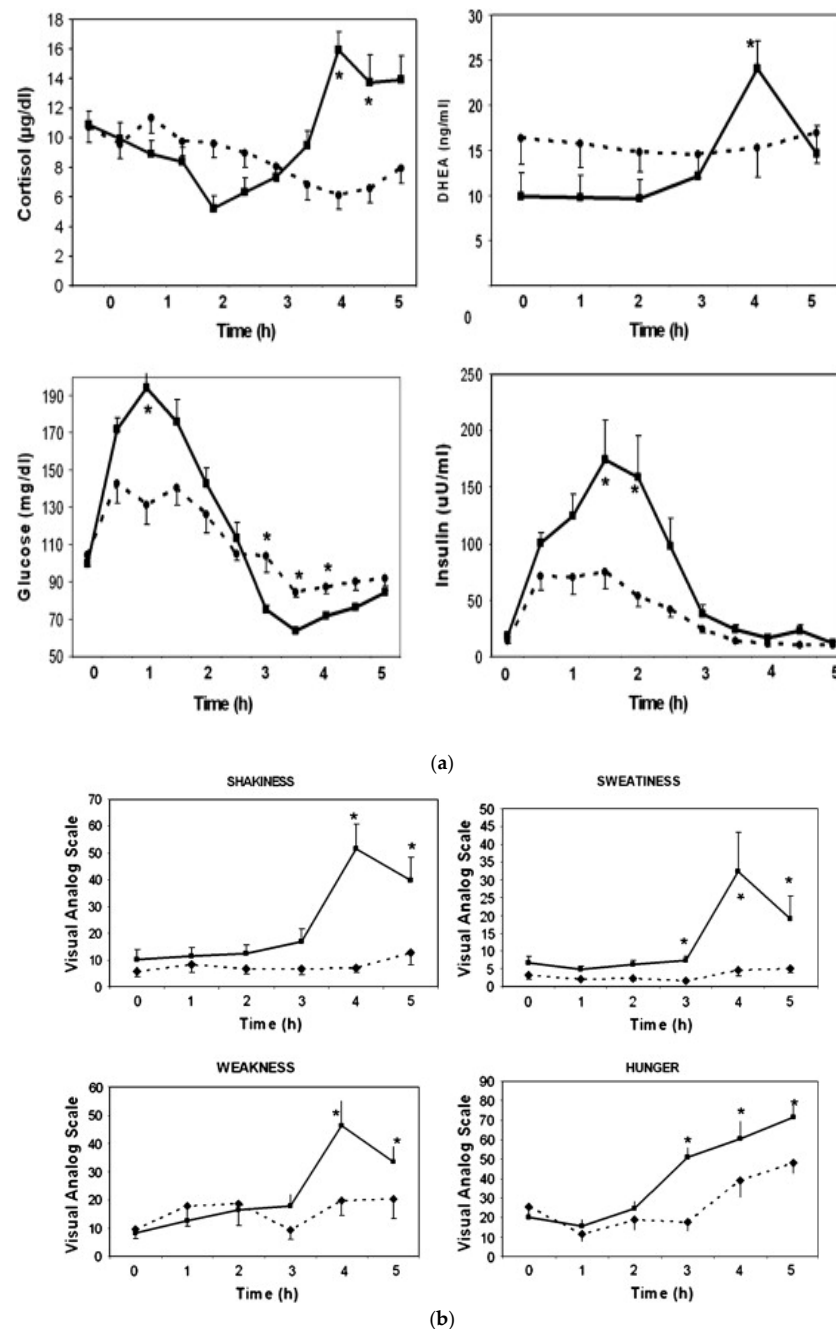 18
16
14
12
10
8
6
4
2
0
Cortisol (µg/dl)
*
*
0 1 2 3 4 5
Time (h)
30
25
20
15
10
5
0
DHEA (ng/ml)
*
0 1 2 3 4 5
Time (h)
190
170
150
130
110
90
70
50
Glucose (mg/dl)
*
* * *
0 1 2 3 4 5
Time (h)
250
200
150
100
50
0
Insulin (uU/ml)
* *
0 1 2 3 4 5
Time (h)
(a)
SHAKINESS
70
60
50
40
30
20
10
0
Visual Analog Scale
* *
0 1 2 3 4 5
Time (h)
SWEATINESS
50
45
40
35
30
25
20
15
10
5
0
Visual Analog Scale
* * *
0 1 2 3 4 5
Time (h)
WEAKNESS
60
50
40
30
20
10
0
Visual Analog Scale
* *
0 1 2 3 4 5
Time (h)
HUNGER
90
80
70
60
50
40
30
20
10
0
Visual Analog Scale
* * *
0 1 2 3 4 5
Time (h)
(b)